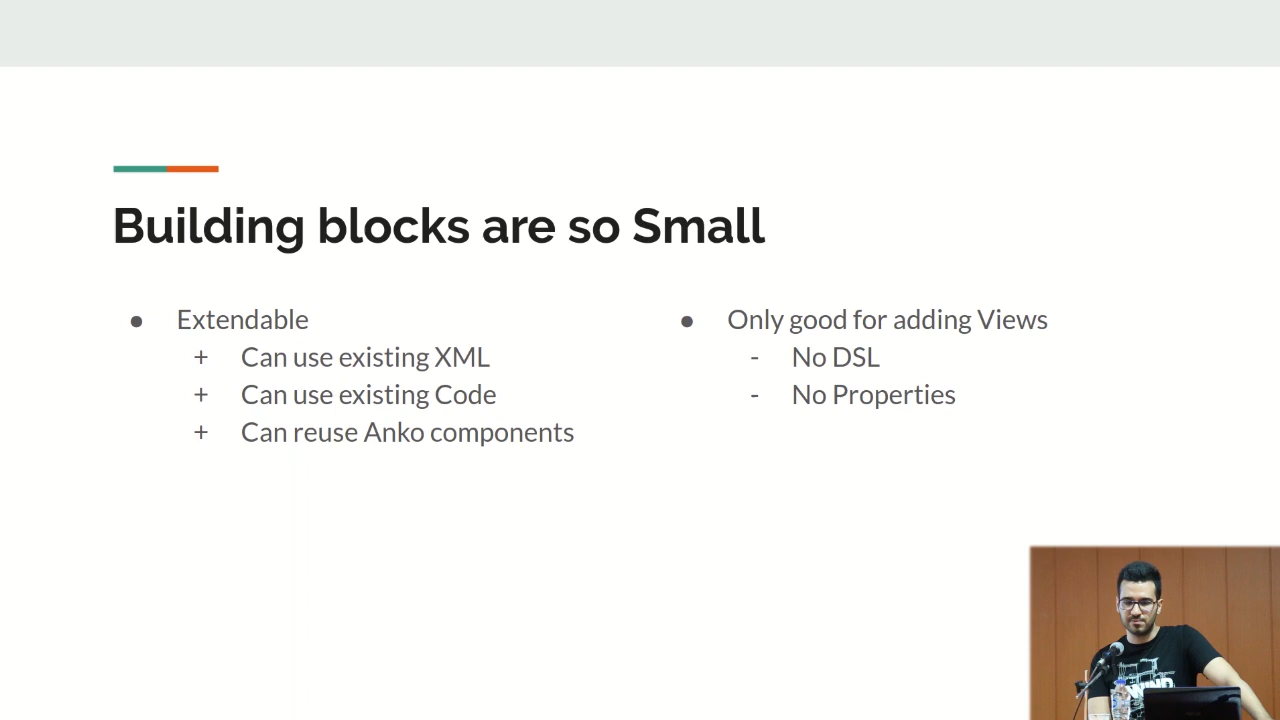 Building blocks are so Small
● Extendable
+ Can use existing XML
+ Can use existing Code
+ Can reuse Anko components
● Only good for adding Views
- No DSL
- No Properties